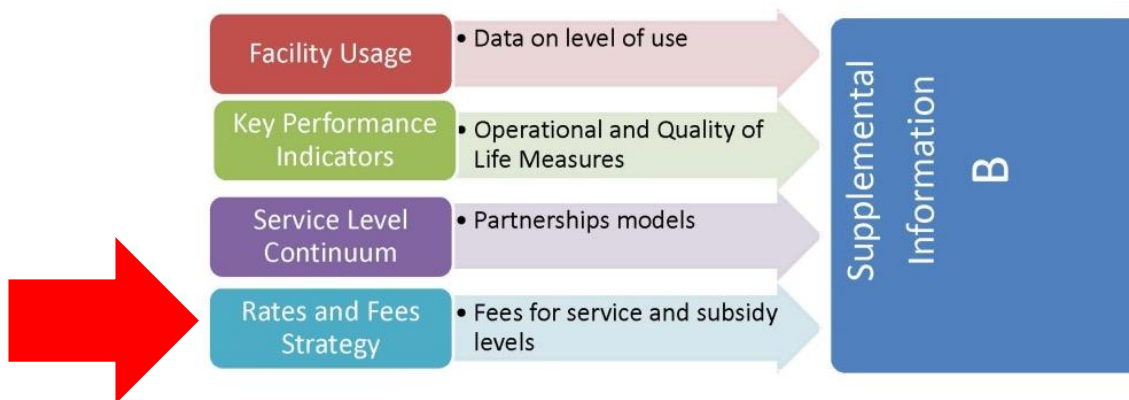 Facility Usage
• Data on level of use
Key Performance
Indicators
• Operational and Quality of
Life Measures
Service Level
Continuum
• Partnerships models
Rates and Fees
Strategy
• Fees for service and subsidy
levels
Supplemental
Information
B